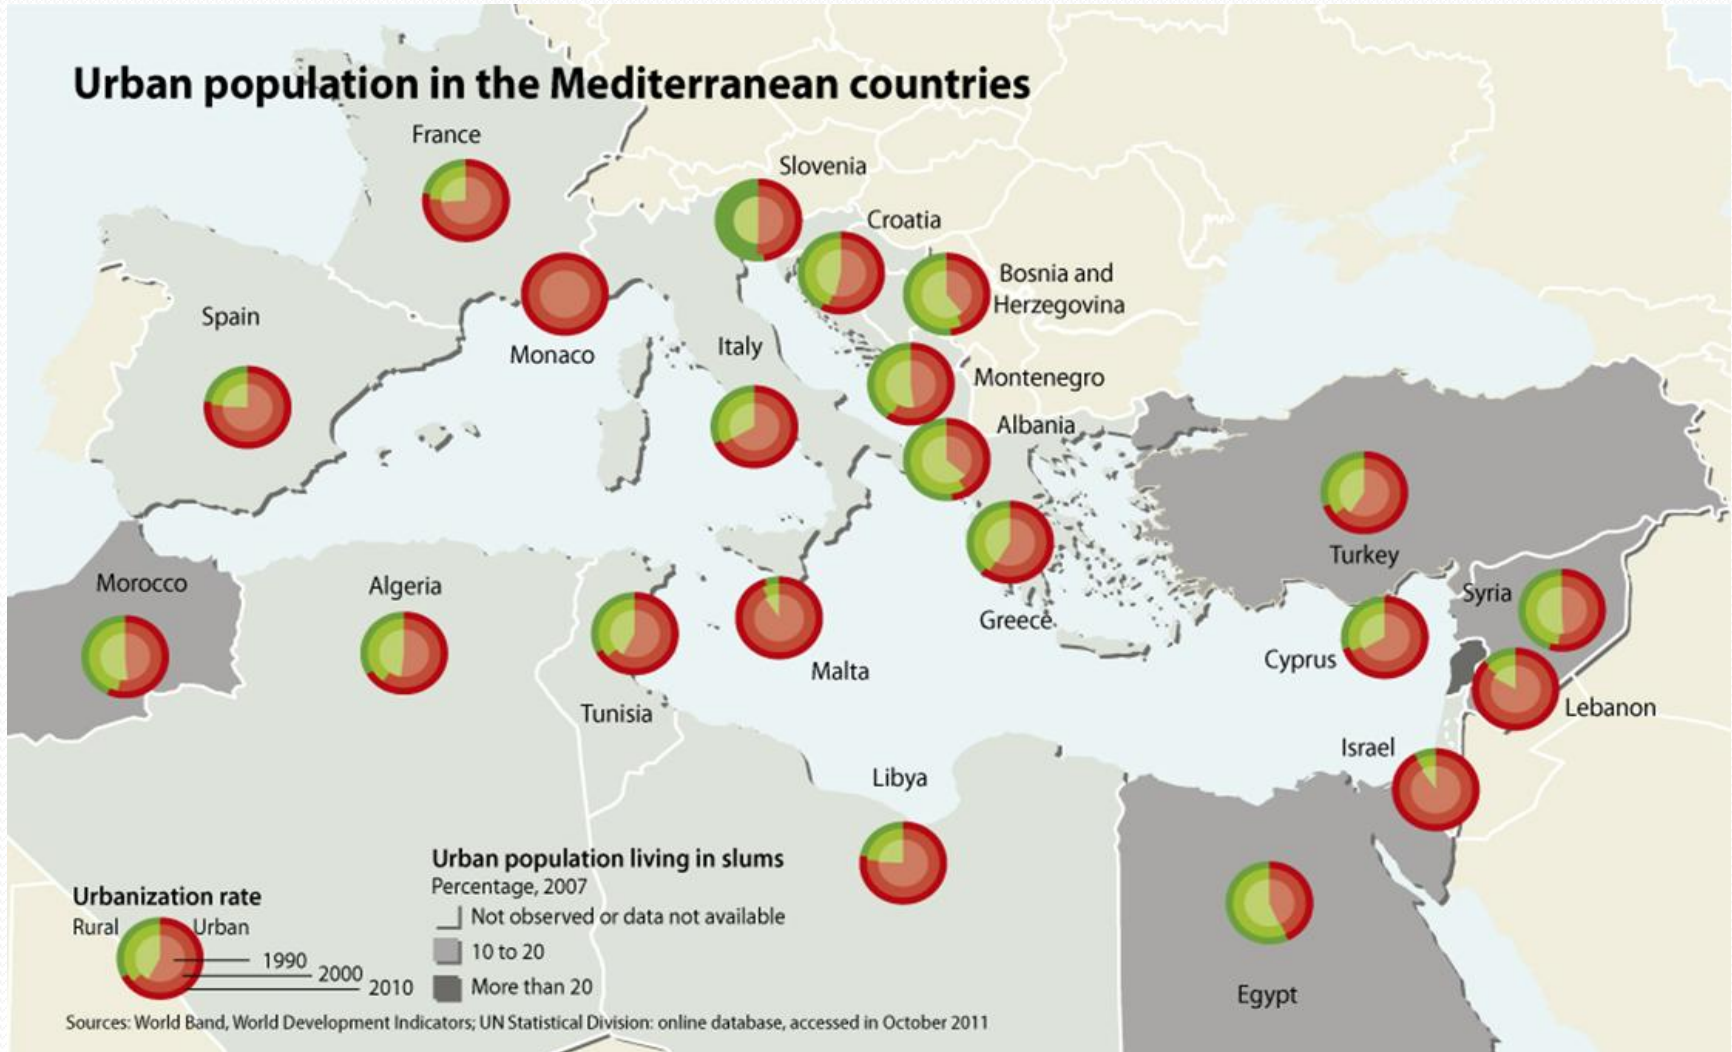 Urban population in the Mediterranean countries
France
Slovenia
Croatia
Bosnia and
Herzegovina
Spain
Monaco
Italy
Montenegro
Albania
Turkey
Morocco
Algeria
Syria
Greece
Cyprus
Malta
Lebanon
Tunisia
Israel
Libya
Egypt
Urban population living in slums
Percentage, 2007
Not observed or data not available
10 to 20
More than 20
Urbanization rate
Rural
Urban
1990
2000
2010
Sources: World Band, World Development Indicators; UN Statistical Division: online database, accessed in October 2011